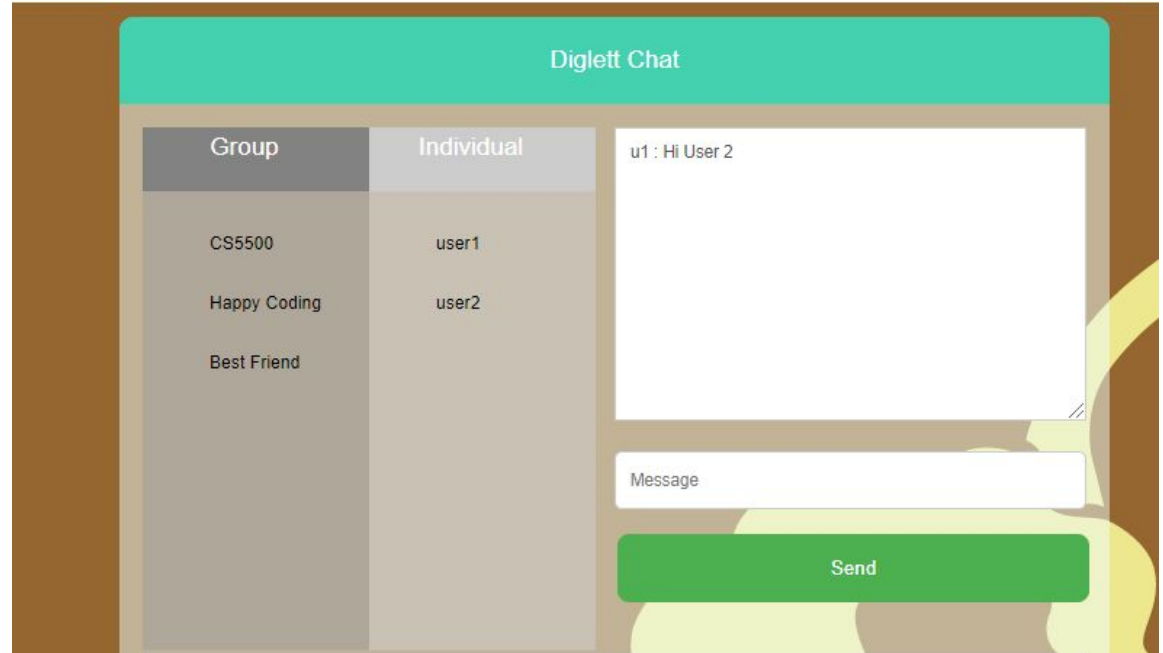 Diglett Chat
Group Individual
CS5500 user1
Happy Coding user2
Best Friend
u1 : Hi User 2
Message
Send